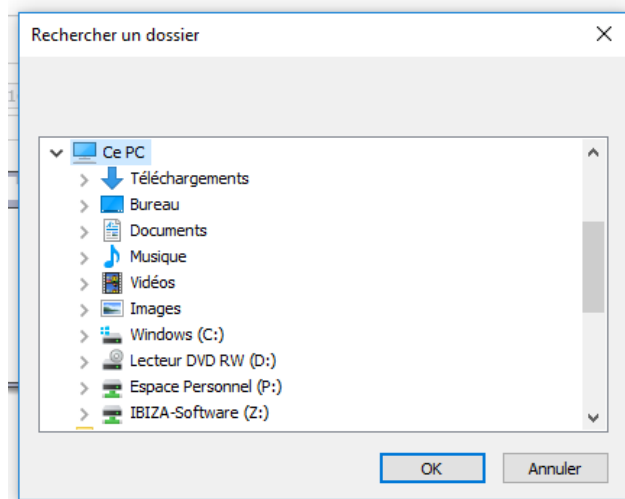 Rechercher un dossier
Ce PC
Téléchargements
Bureau
Documents
Musique
Vidéos
Images
Windows (C:)
Lecteur DVD RW (D:)
Espace Personnel (P:)
IBIZA-Software (Z:)
OK
Annuler